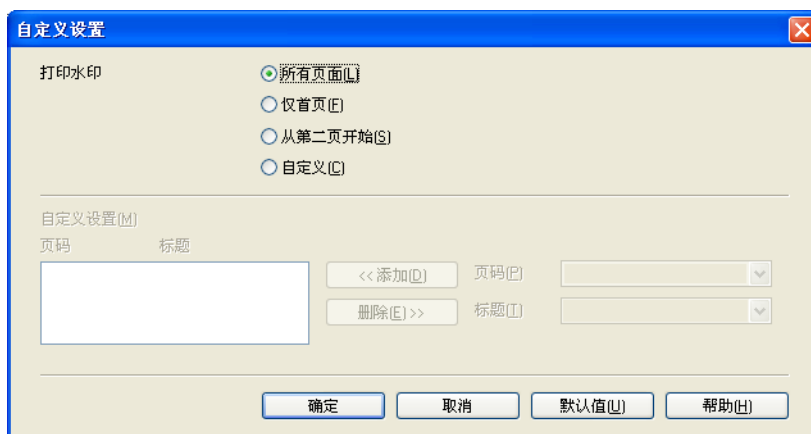 自定义设置
打印水印
所有页面(L)
仅首页(F)
从第二页开始(S)
自定义(C)
自定义设置(M)
页码 标题
<< 添加(D) 页码(P)
删除(E) >> 标题(T)
确定 取消 默认值(U) 帮助(H)